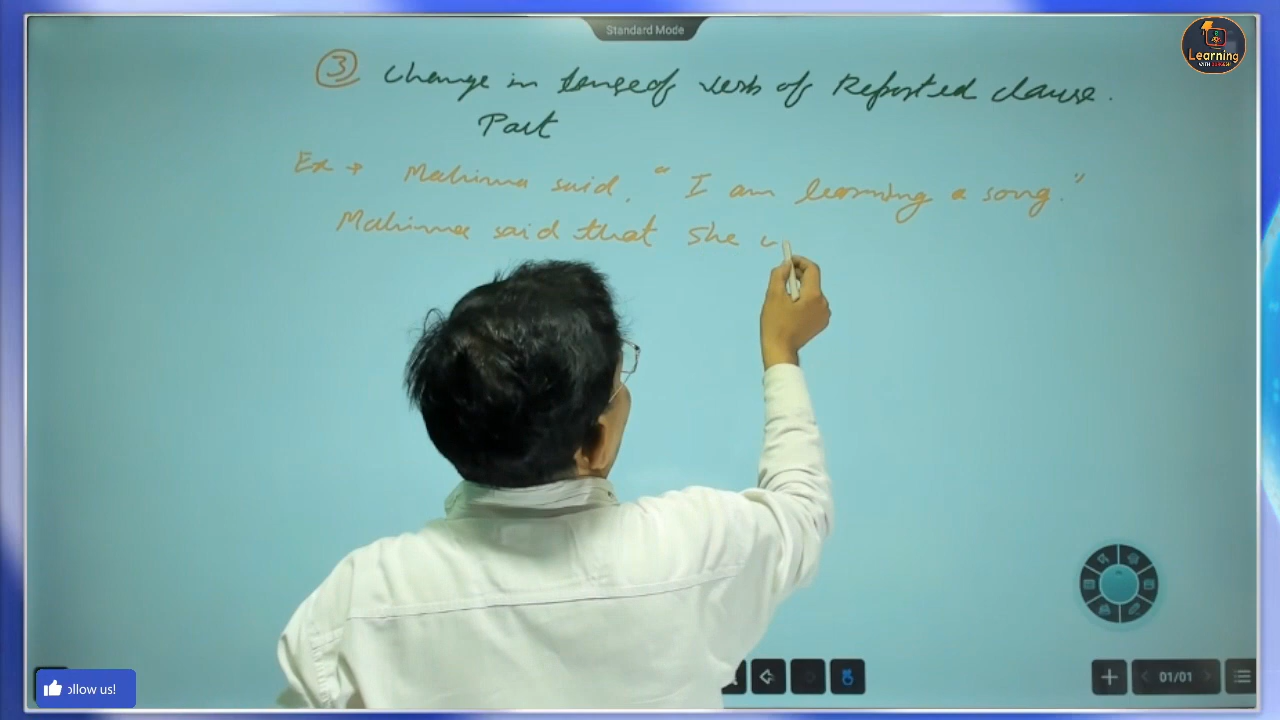 Standard Mode
Learning
③ Change in tense of verb of Reported clause.
Part
Ex → Mahima said, "I am learning a song."
Mahima said that she
01/01
ollow us!